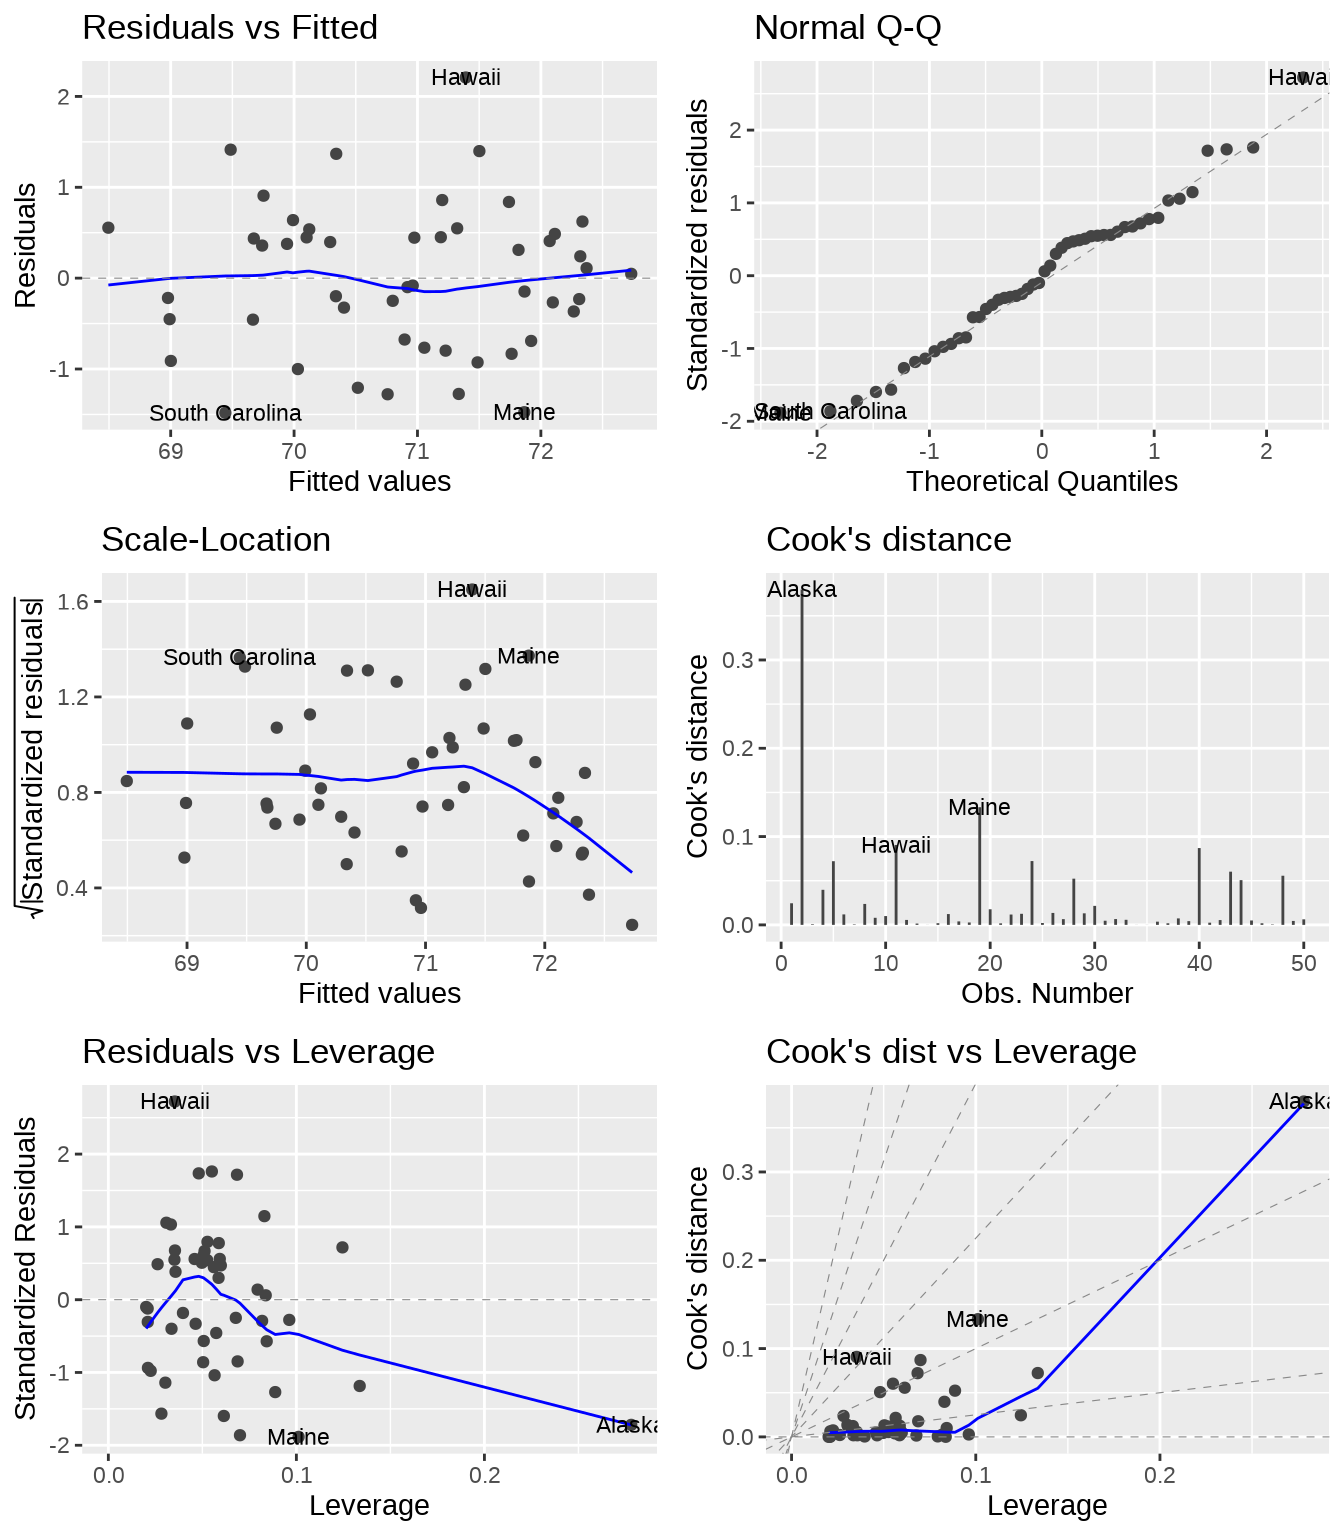 Residuals vs Fitted
Hawaii
South Carolina
Maine
2
1
0
-1
69 70 71 72
Residuals
Fitted values
Normal Q-Q
Hawa
South Carolina
2
1
0
-1
-2
-2 -1 0 1 2
Standardized residuals
Theoretical Quantiles
Scale-Location
Hawaii
South Carolina
Maine
1.6
1.2
0.8
0.4
69 70 71 72
√|Standardized residuals|
Fitted values
Cook's distance
Alaska
Maine
Hawaii
0.3
0.2
0.1
0.0
0 10 20 30 40 50
Cook's distance
Obs. Number
Residuals vs Leverage
Hawaii
Maine
Alaska
2
1
0
-1
-2
0.0 0.1 0.2
Standardized Residuals
Leverage
Cook's dist vs Leverage
Alaska
Maine
Hawaii
0.3
0.2
0.1
0.0
0.0 0.1 0.2
Cook's distance
Leverage